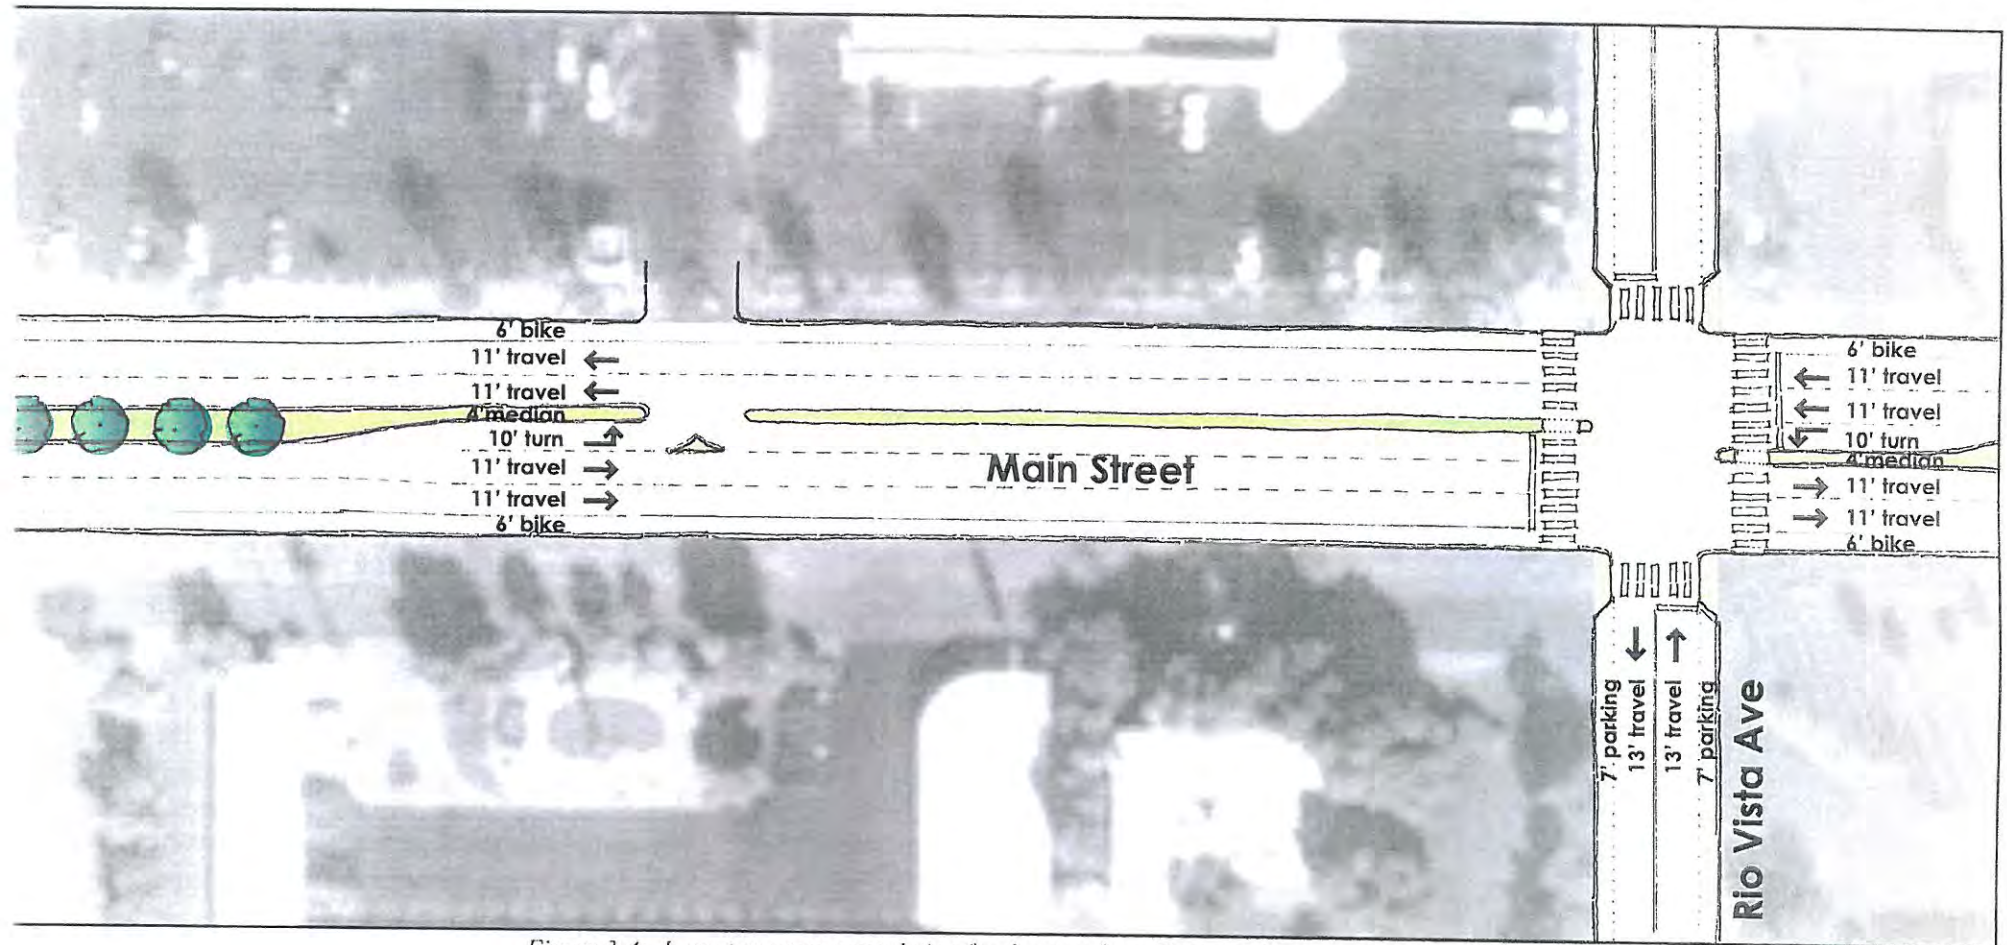 6' bike
11' travel
11' travel
4' median
10' turn
11' travel
11' travel
6' bike
Main Street
6' bike
11' travel
11' travel
10' turn
4' median
11' travel
11' travel
6' bike
7' parking
13' travel
13' travel
7' parking
Rio Vista Ave